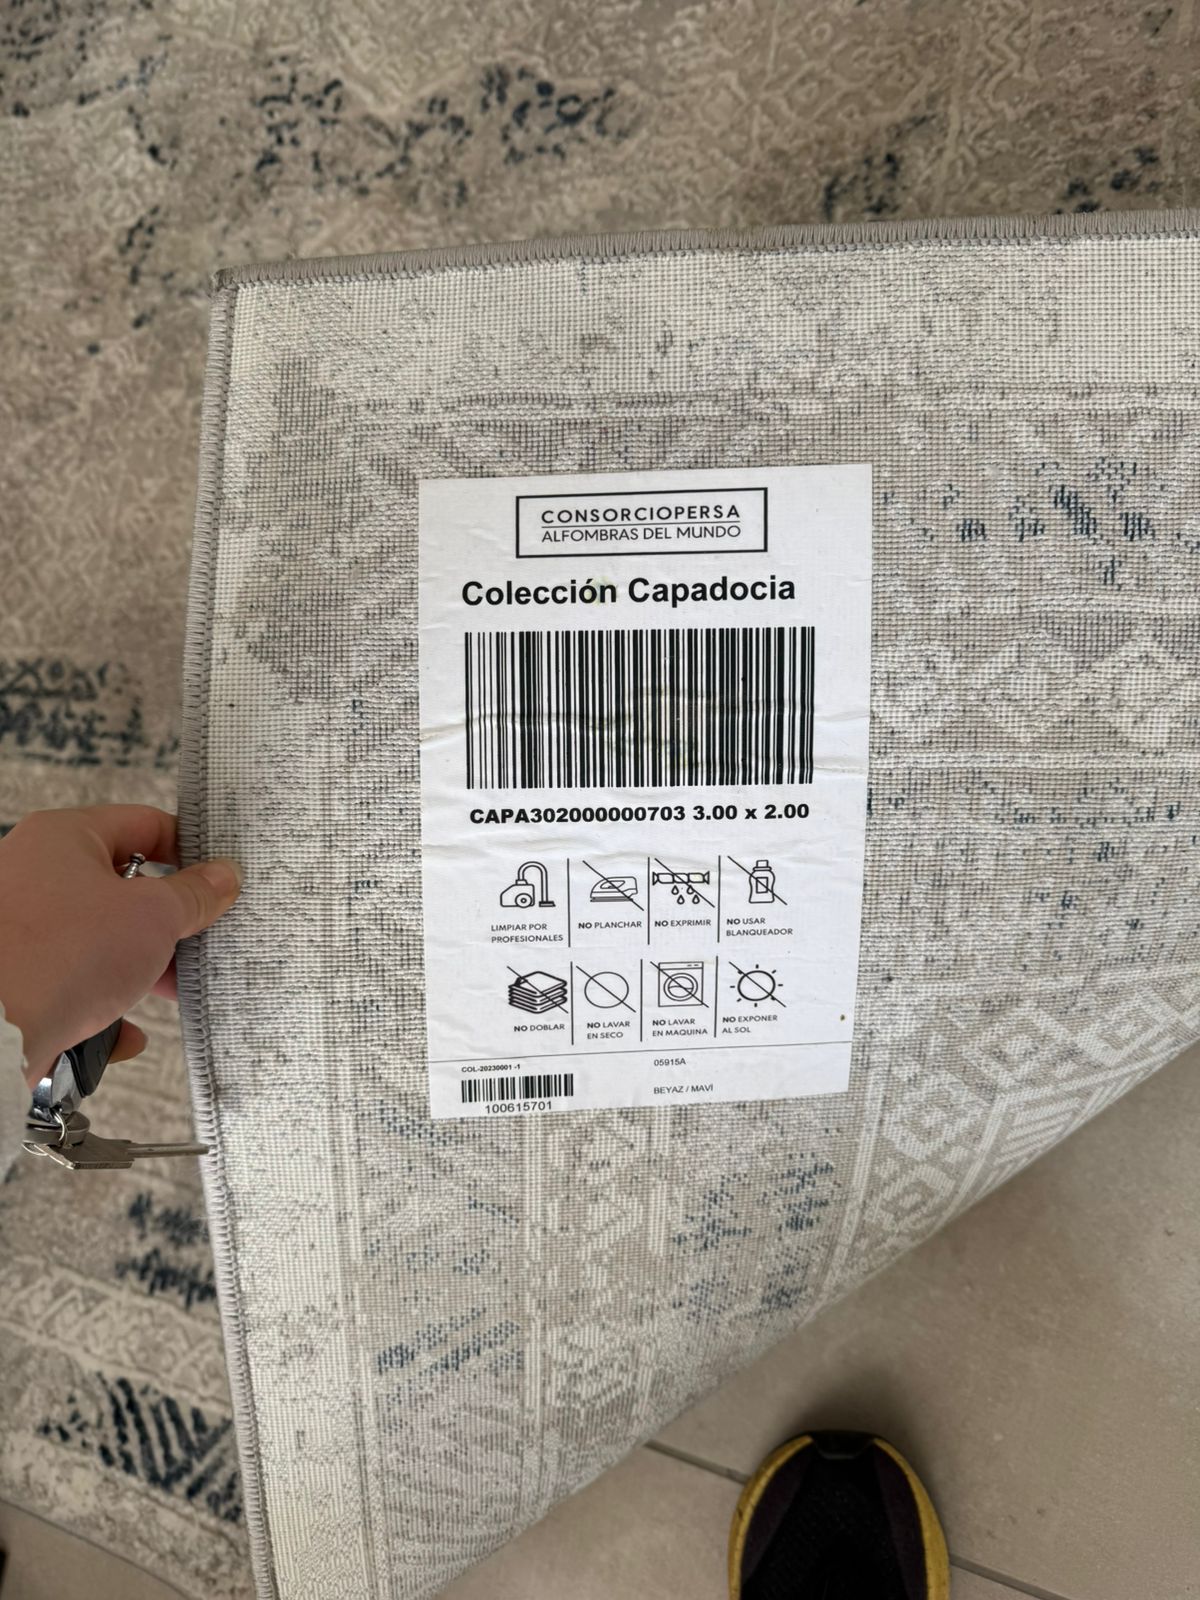 CONSORCIOPERSA
ALFOMBRAS DEL MUNDO
Colección Capadocia
CAPA302000000703 3.00 x 2.00
LIMPIAR POR
PROFESIONALES
NO PLANCHAR
NO EXPRIMIR
NO USAR
BLANQUEADOR
NO DOBLAR
NO LAVAR
EN SECO
NO LAVAR
EN MAQUINA
NO EXPONER
AL SOL
COL-20230001 -1
100615701
05915A
BEYAZ / MAVİ